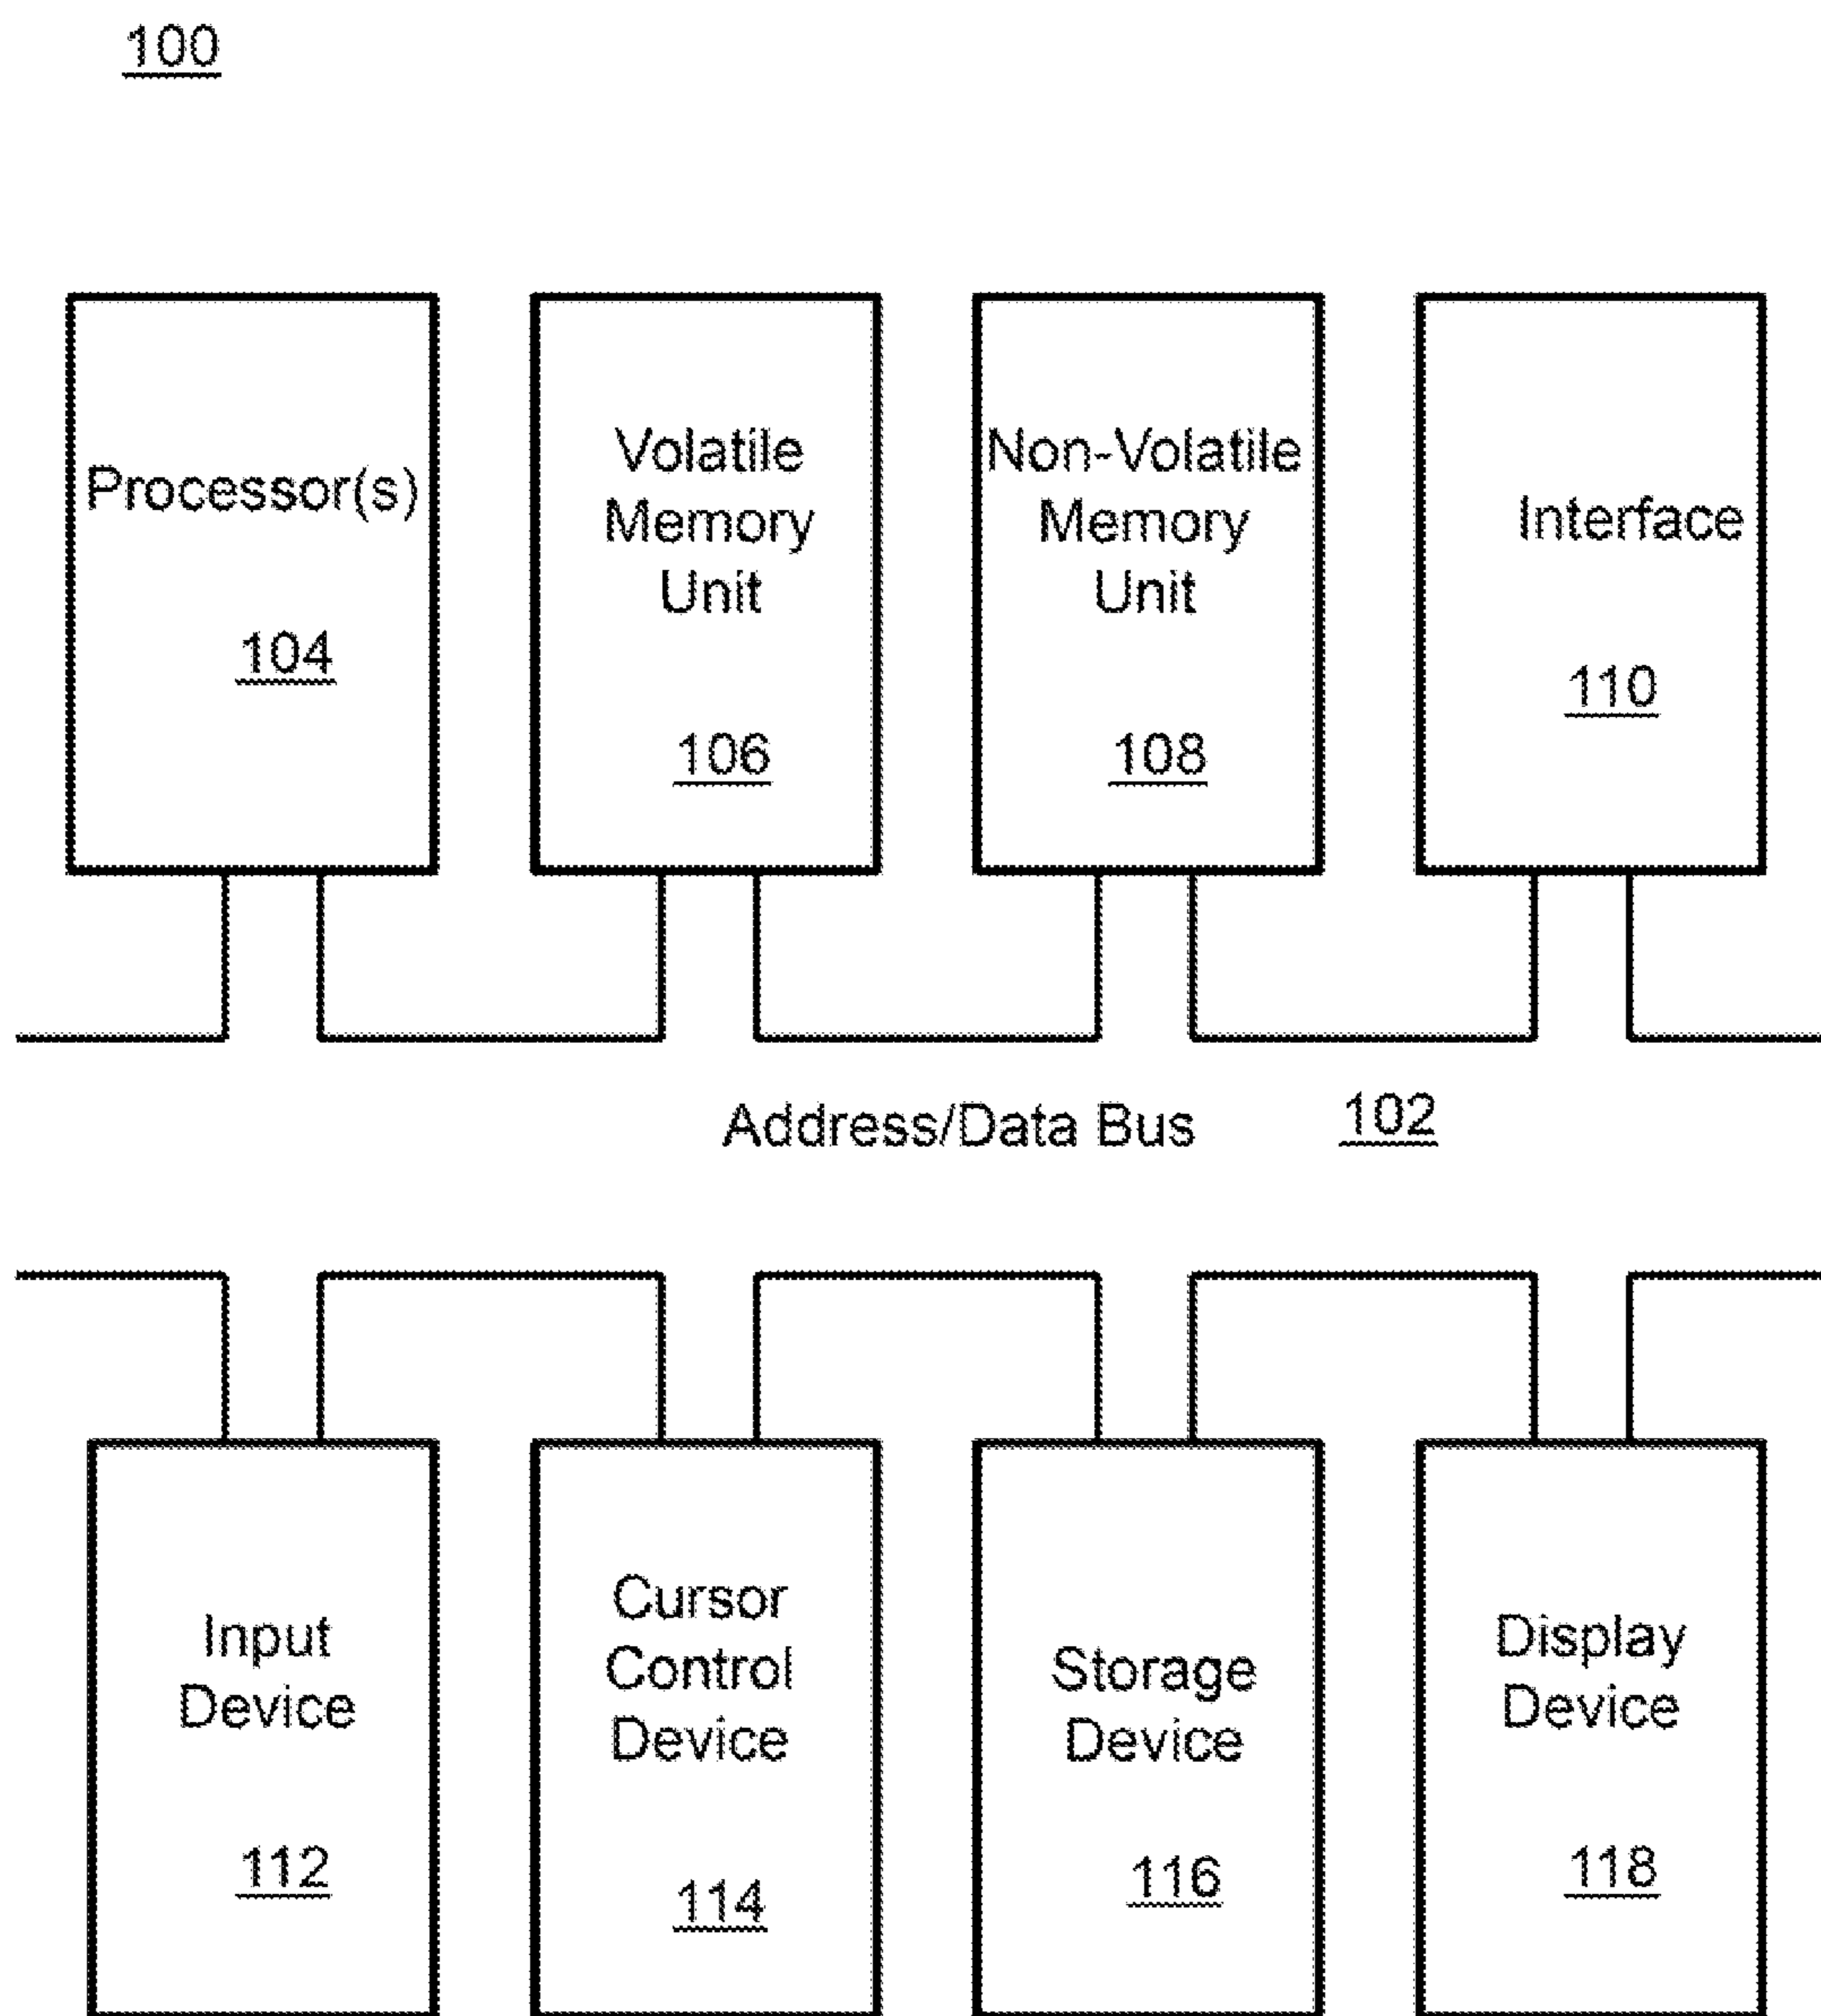 100
Processor(s)
104
Volatile
Memory
Unit
106
Non-Volatile
Memory
Unit
108
Interface
110
Address/Data Bus 102
Input
Device
112
Cursor
Control
Device
114
Storage
Device
116
Display
Device
118